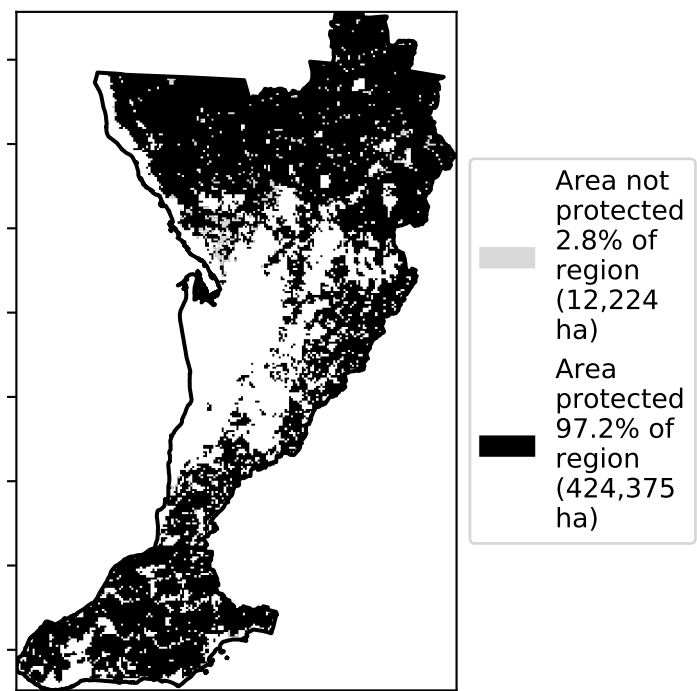 Area not
protected
2.8% of
region
(12,224
ha)
Area
protected
97.2% of
region
(424,375
ha)